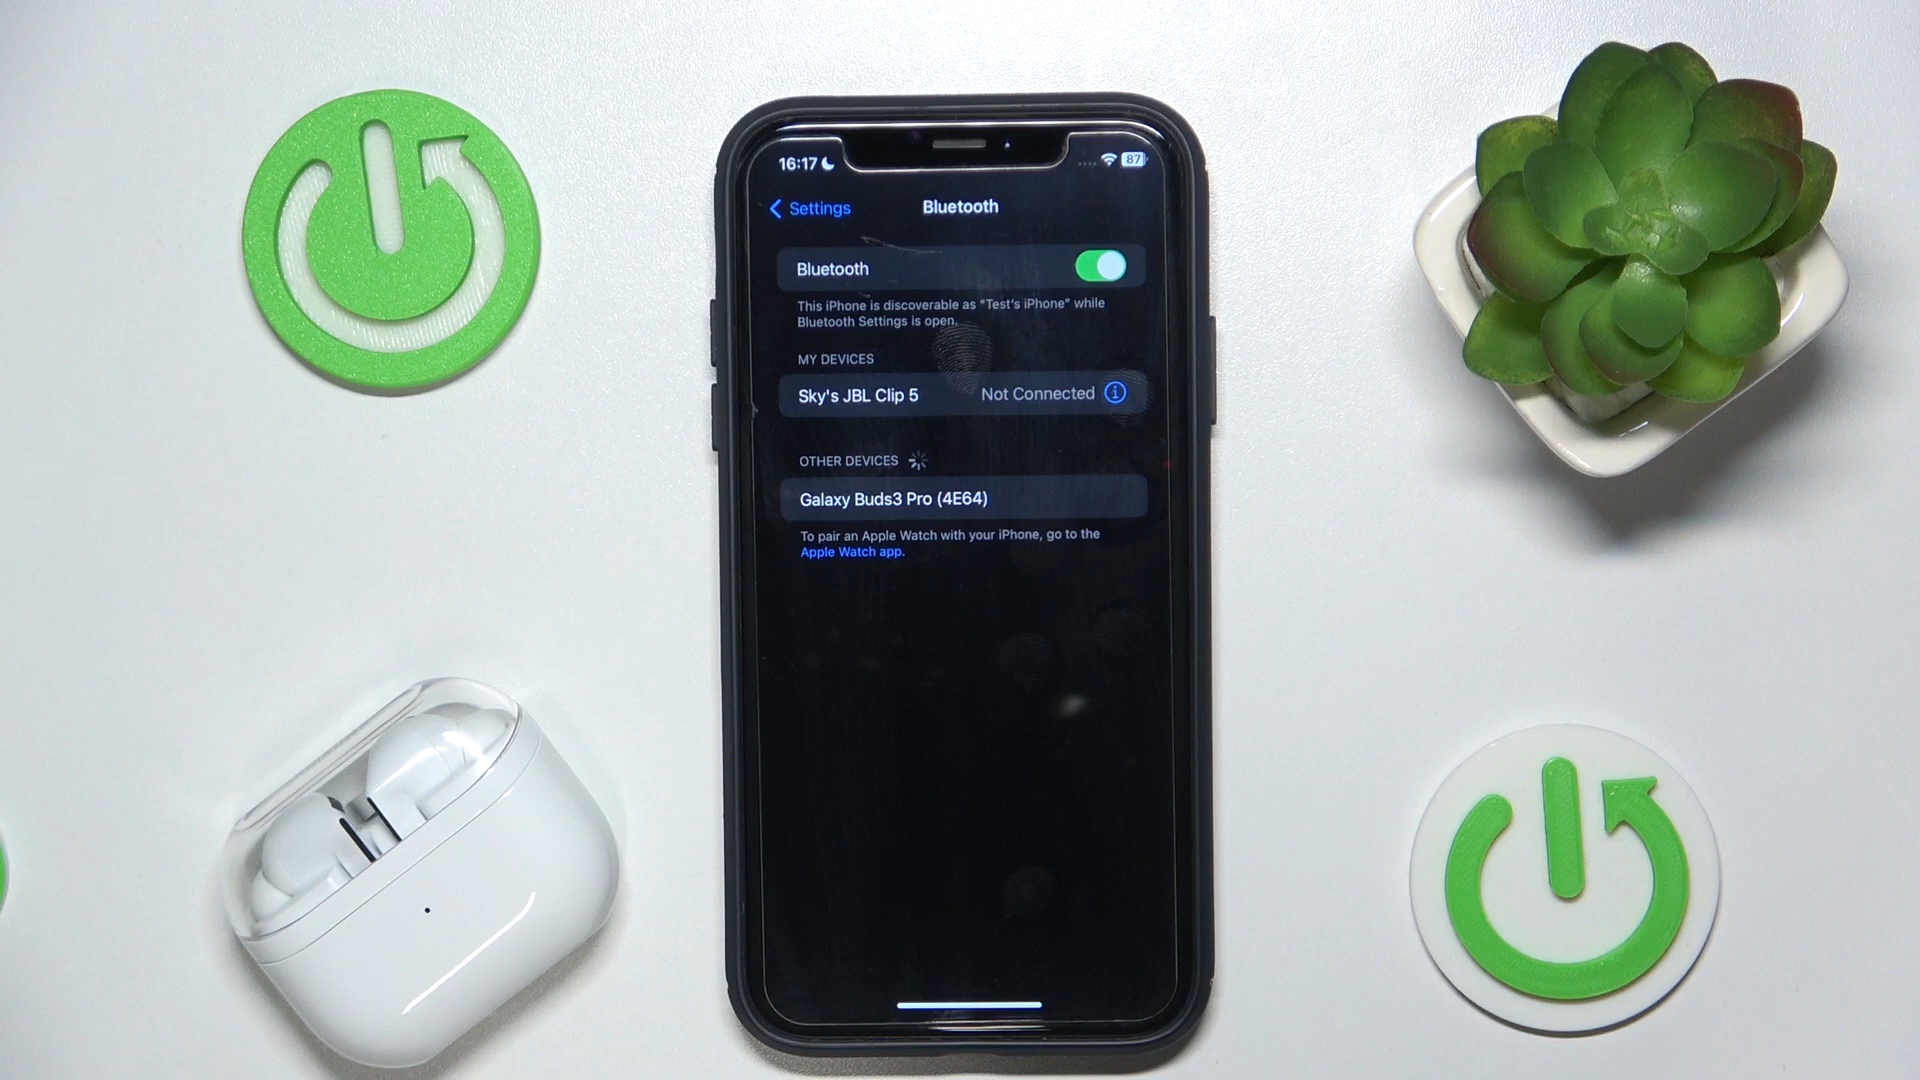 16:17
87
Settings
Bluetooth
Bluetooth
This iPhone is discoverable as “Test’s iPhone” while
Bluetooth Settings is open.
MY DEVICES
Sky's JBL Clip 5 Not Connected
OTHER DEVICES
Galaxy Buds3 Pro (4E64)
To pair an Apple Watch with your iPhone, go to the
Apple Watch app.